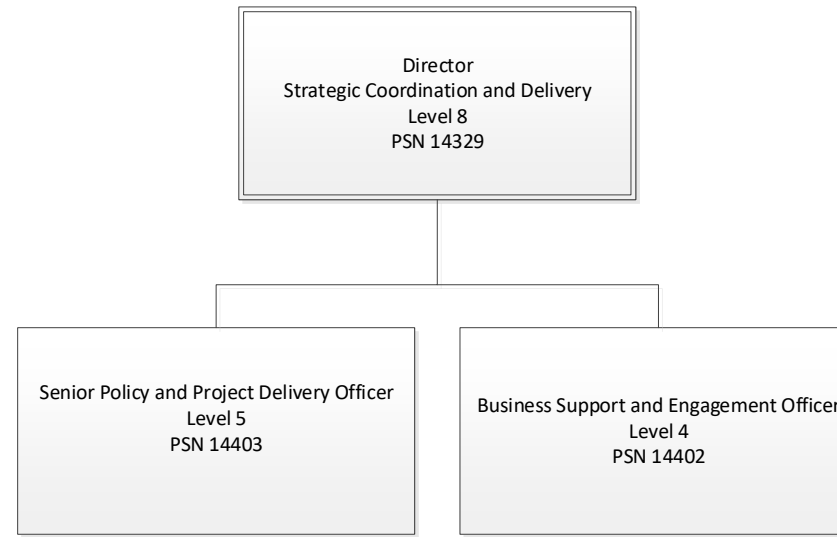 Director
Strategic Coordination and Delivery
Level 8
PSN 14329
Senior Policy and Project Delivery Officer
Level 5
PSN 14403
Business Support and Engagement Officer
Level 4
PSN 14402